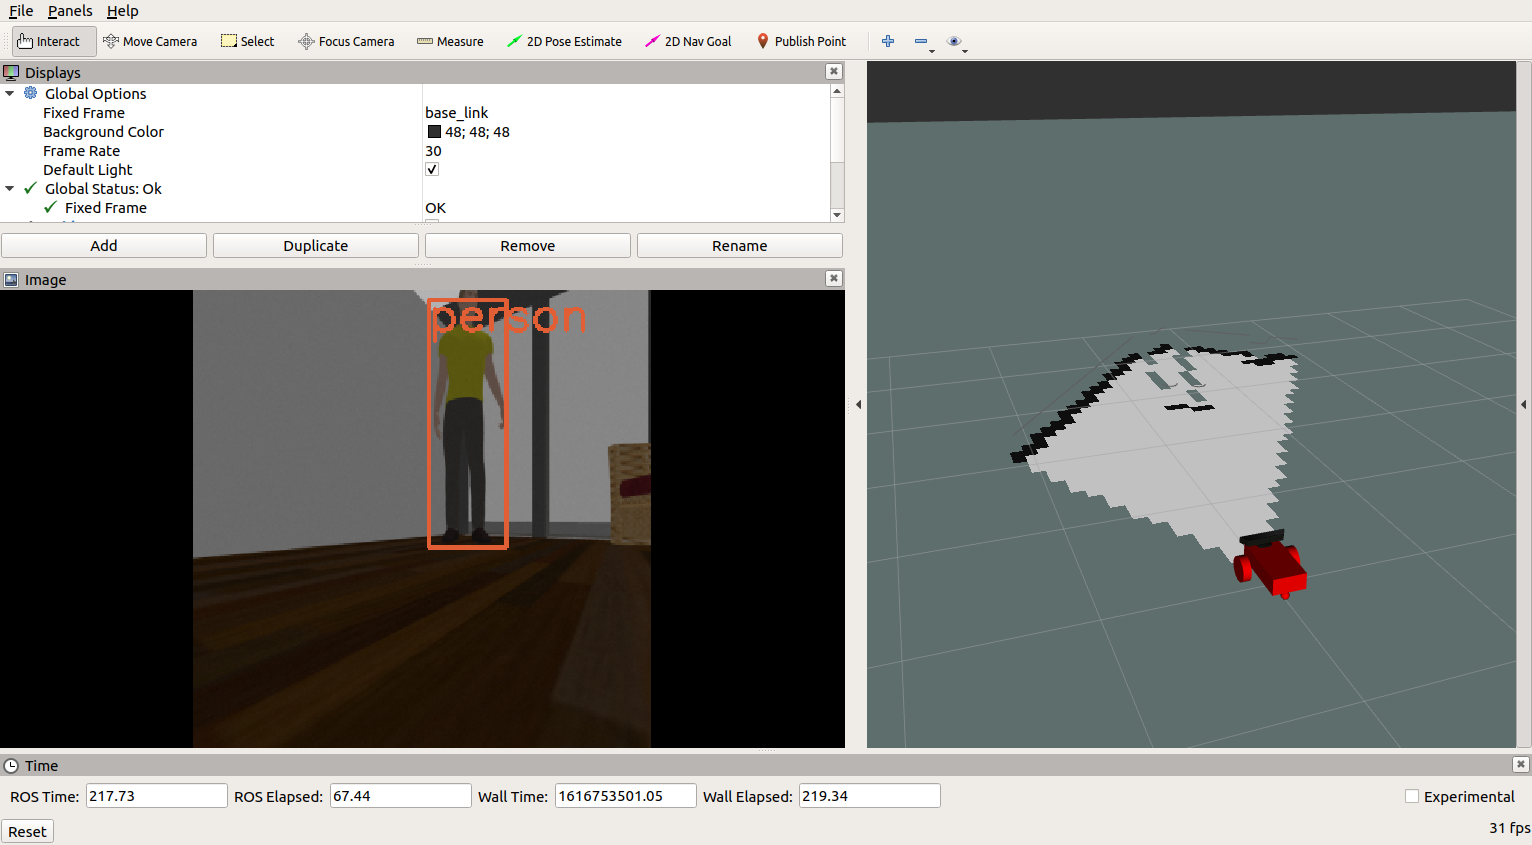 File Panels Help
Interact Move Camera Select Focus Camera Measure 2D Pose Estimate 2D Nav Goal Publish Point
Displays
Global Options
Fixed Frame base_link
Background Color 48; 48; 48
Frame Rate 30
Default Light
Global Status: Ok
Fixed Frame OK
Add Duplicate Remove Rename
Image
person
Time
ROS Time: 217.73 ROS Elapsed: 67.44 Wall Time: 1616753501.05 Wall Elapsed: 219.34 Experimental
Reset 31 fps